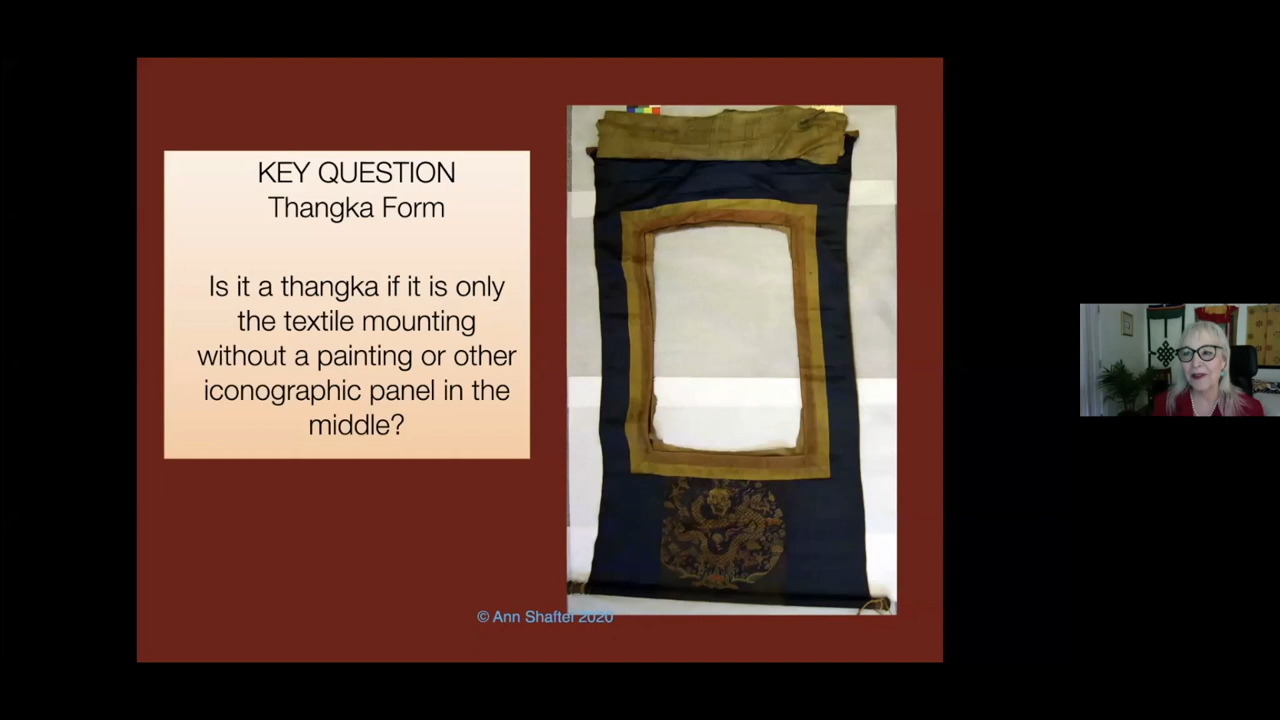 KEY QUESTION
Thangka Form
Is it a thangka if it is only
the textile mounting
without a painting or other
iconographic panel in the
middle?
© Ann Shaftel 2020